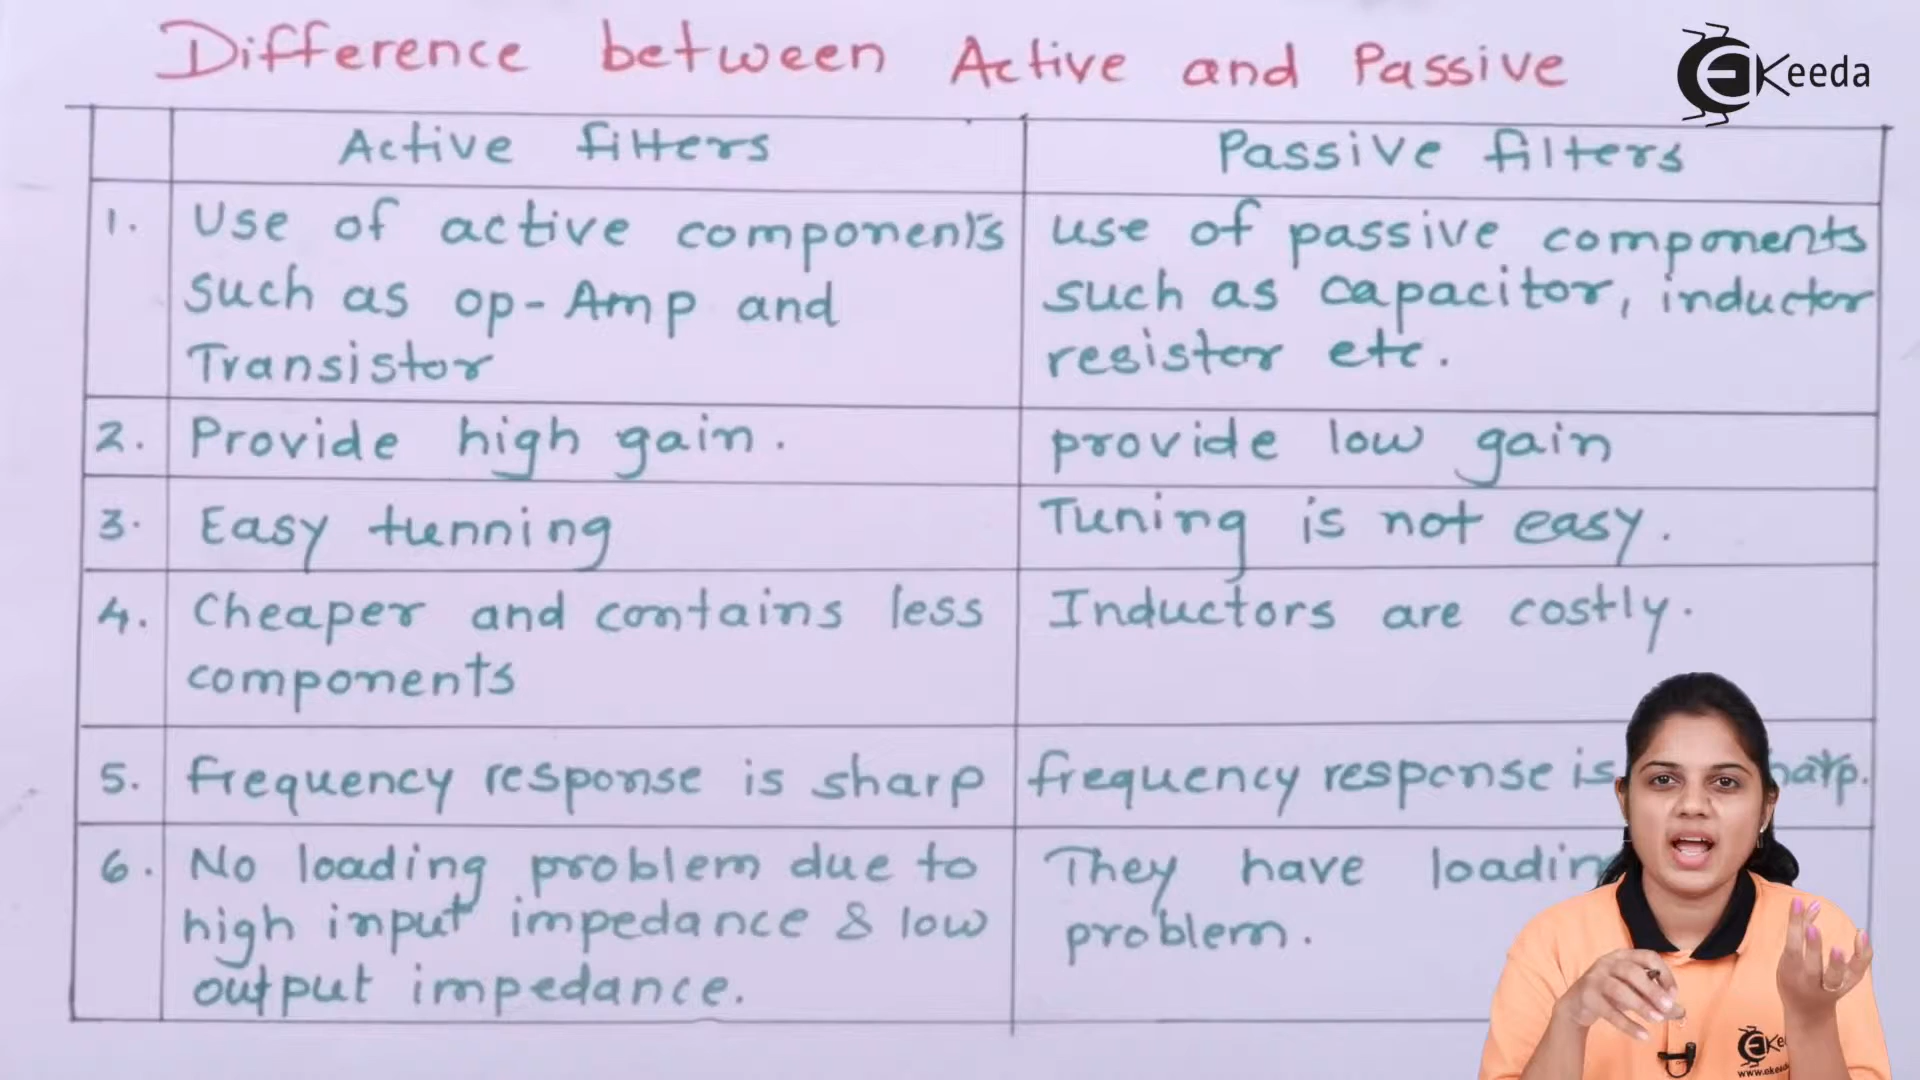 Difference between Active and Passive
EKeeda
Active filters
Passive filters
1.
Use of active components
such as op-Amp and
Transistor
use of passive components
such as capacitor, inductor
resistor etc.
2.
Provide high gain.
provide low gain
3.
Easy tunning
Tuning is not easy.
4.
Cheaper and contains less
components
Inductors are costly.
5.
frequency response is sharp
frequency response is
6.
No loading problem due to
high input impedance & low
output impedance.
They have
problem.